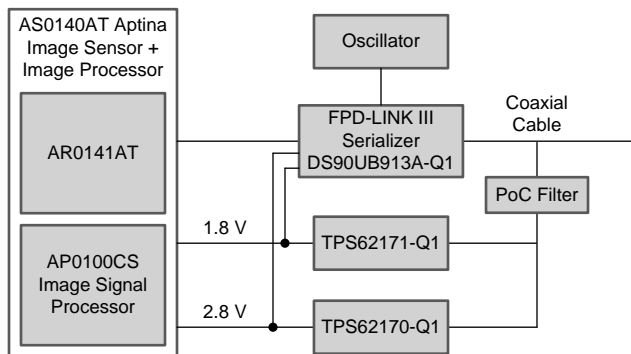 AS0140AT Aptina
Image Sensor +
Image Processor
AR0141AT
AP0100CS
Image Signal
Processor
Oscillator
FPD-LINK III
Serializer
DS90UB913A-Q1
Coaxial
Cable
PoC Filter
1.8 V
TPS62171-Q1
2.8 V
TPS62170-Q1